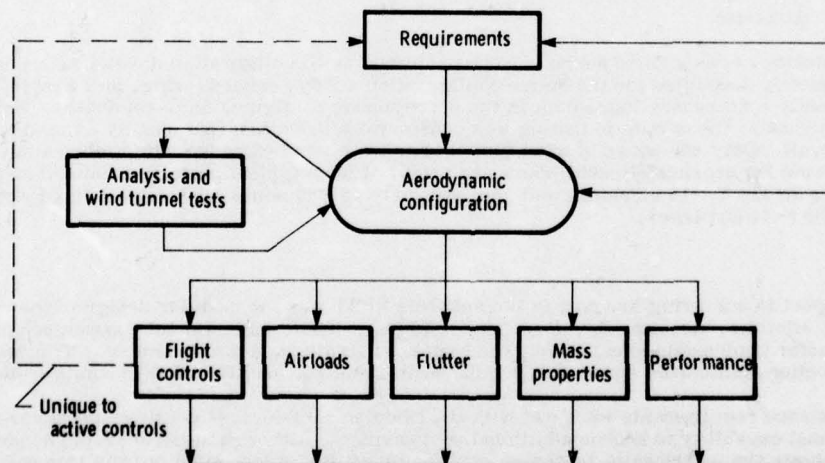 Requirements
Analysis and
wind tunnel tests
Aerodynamic
configuration
Flight
controls
Airloads
Flutter
Mass
properties
Performance
Unique to
active controls